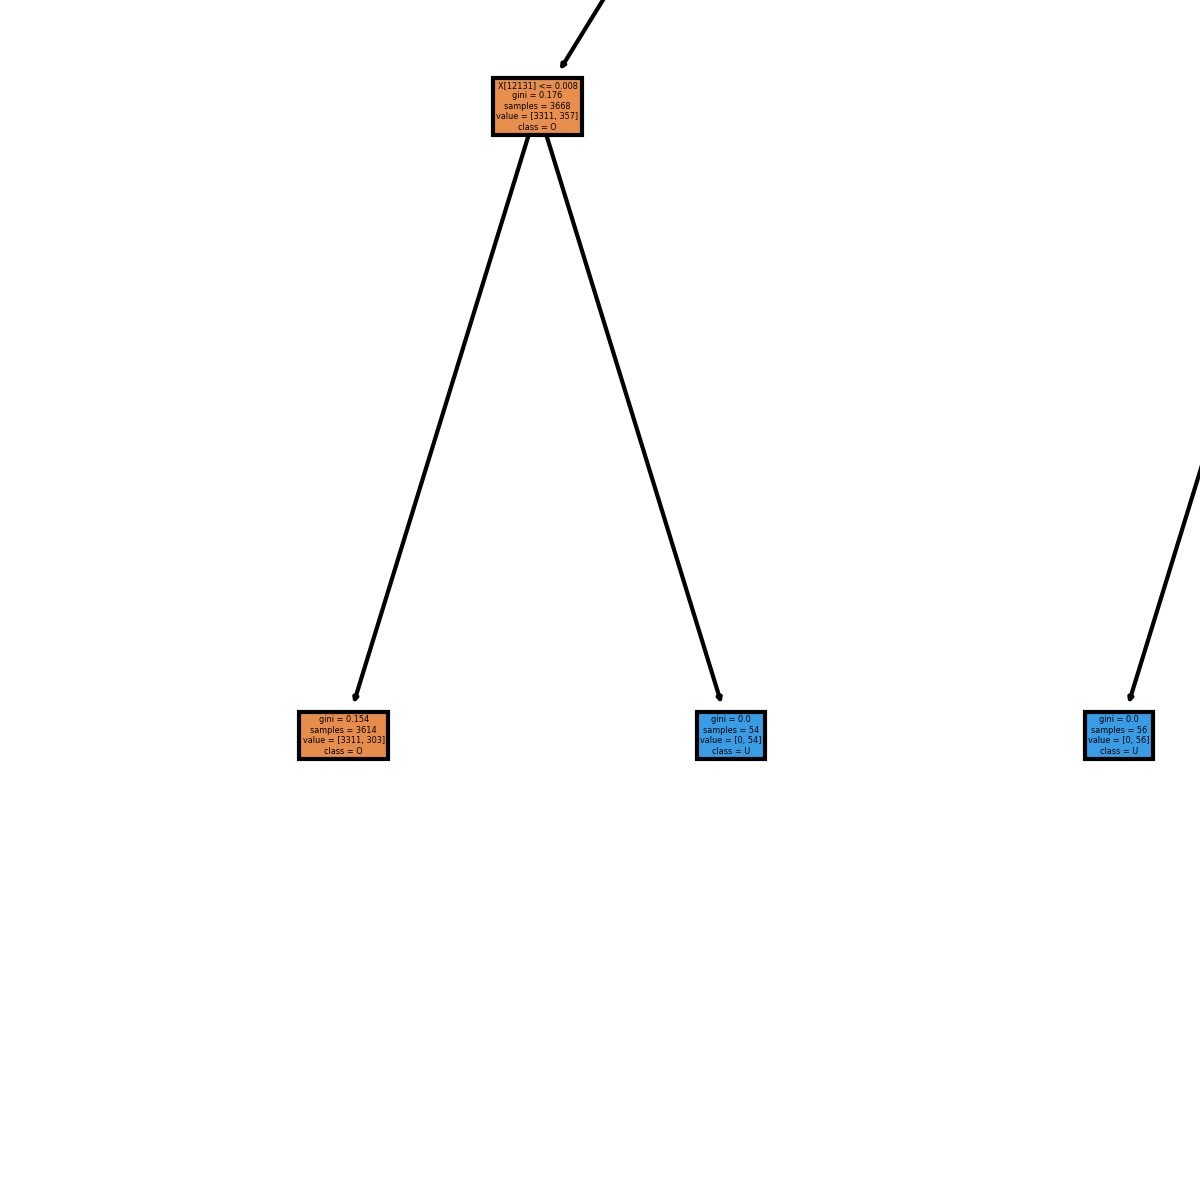 X[12131] <= 0.008
gini = 0.176
samples = 3668
value = [3311, 357]
class = O
gini = 0.154
samples = 3614
value = [3311, 303]
class = O
gini = 0.0
samples = 54
value = [0, 54]
class = U
gini = 0.0
samples = 56
value = [0, 56]
class = U